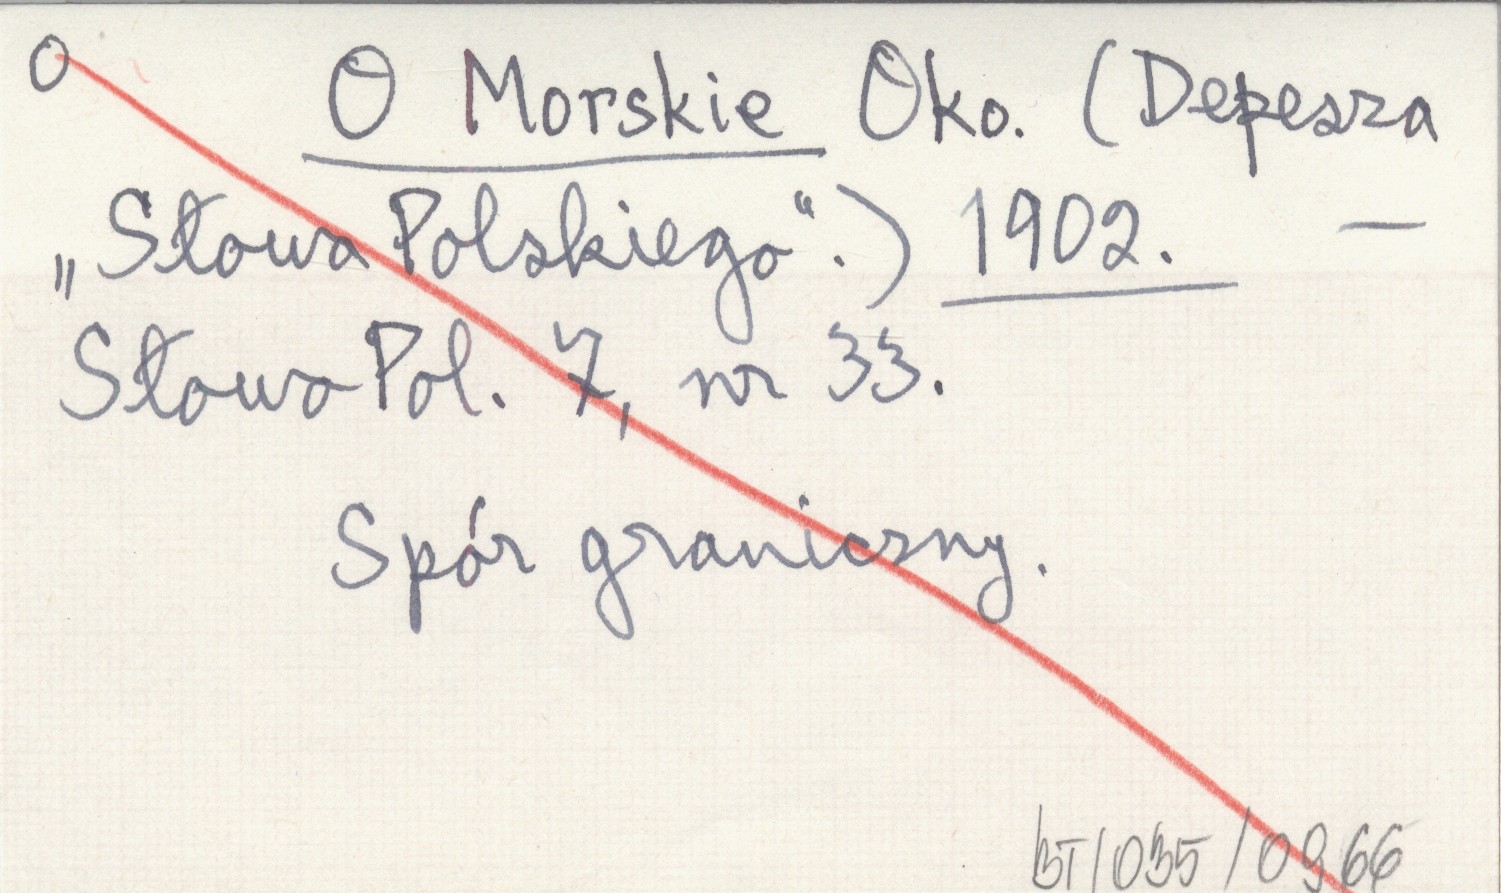 O O Morskie Oko. (Depesza
„Słowa Polskiego“.) 1902. —
Słowo Pol. 7, nr 33.
Spór graniczny.
BT/035/0966